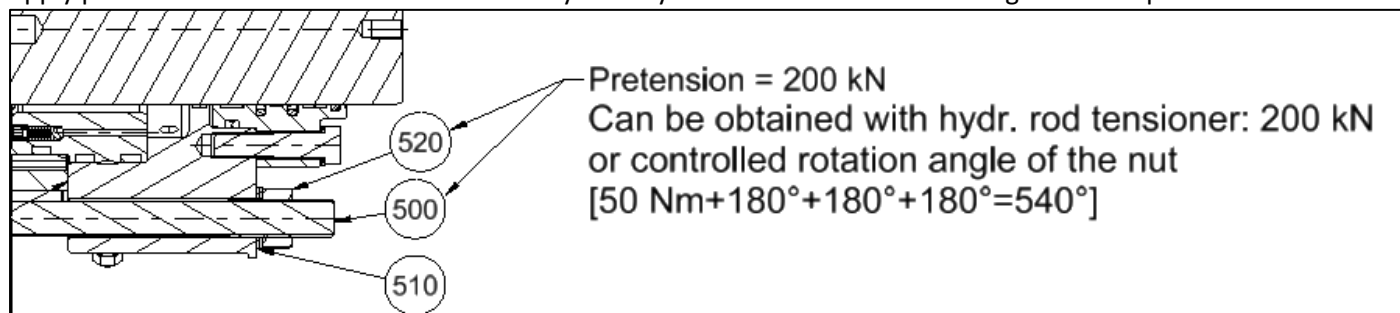 Pretension = 200 kN
Can be obtained with hydr. rod tensioner: 200 kN
or controlled rotation angle of the nut
[50 Nm+180°+180°+180°=540°]
520
500
510